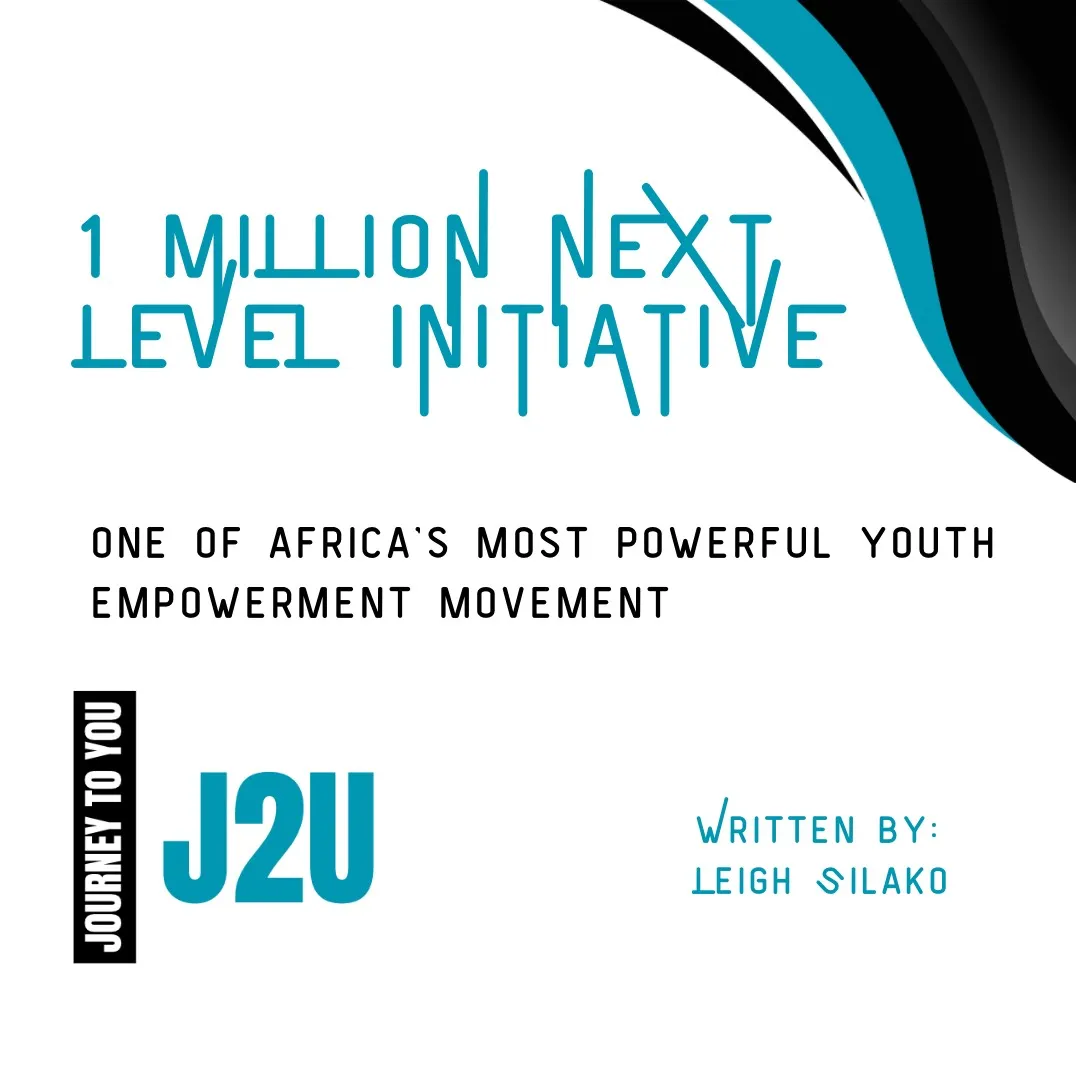 1 MILLION NEXT
LEVEL INITIATIVE
ONE OF AFRICA'S MOST POWERFUL YOUTH
EMPOWERMENT MOVEMENT
JOURNEY TO YOU
J2U
WRITTEN BY:
LEIGH SILAKO